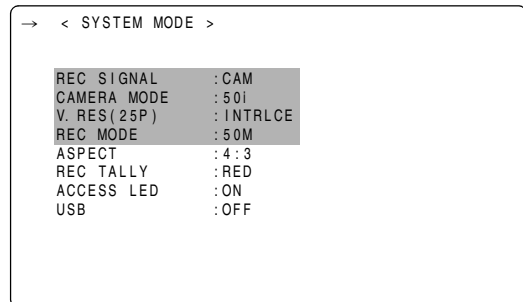 → < SYSTEM MODE >
REC SIGNAL :CAM
CAMERA MODE :50i
V. RES(25P) :INTRLCE
REC MODE :50M
ASPECT :4:3
REC TALLY :RED
ACCESS LED :ON
USB :OFF